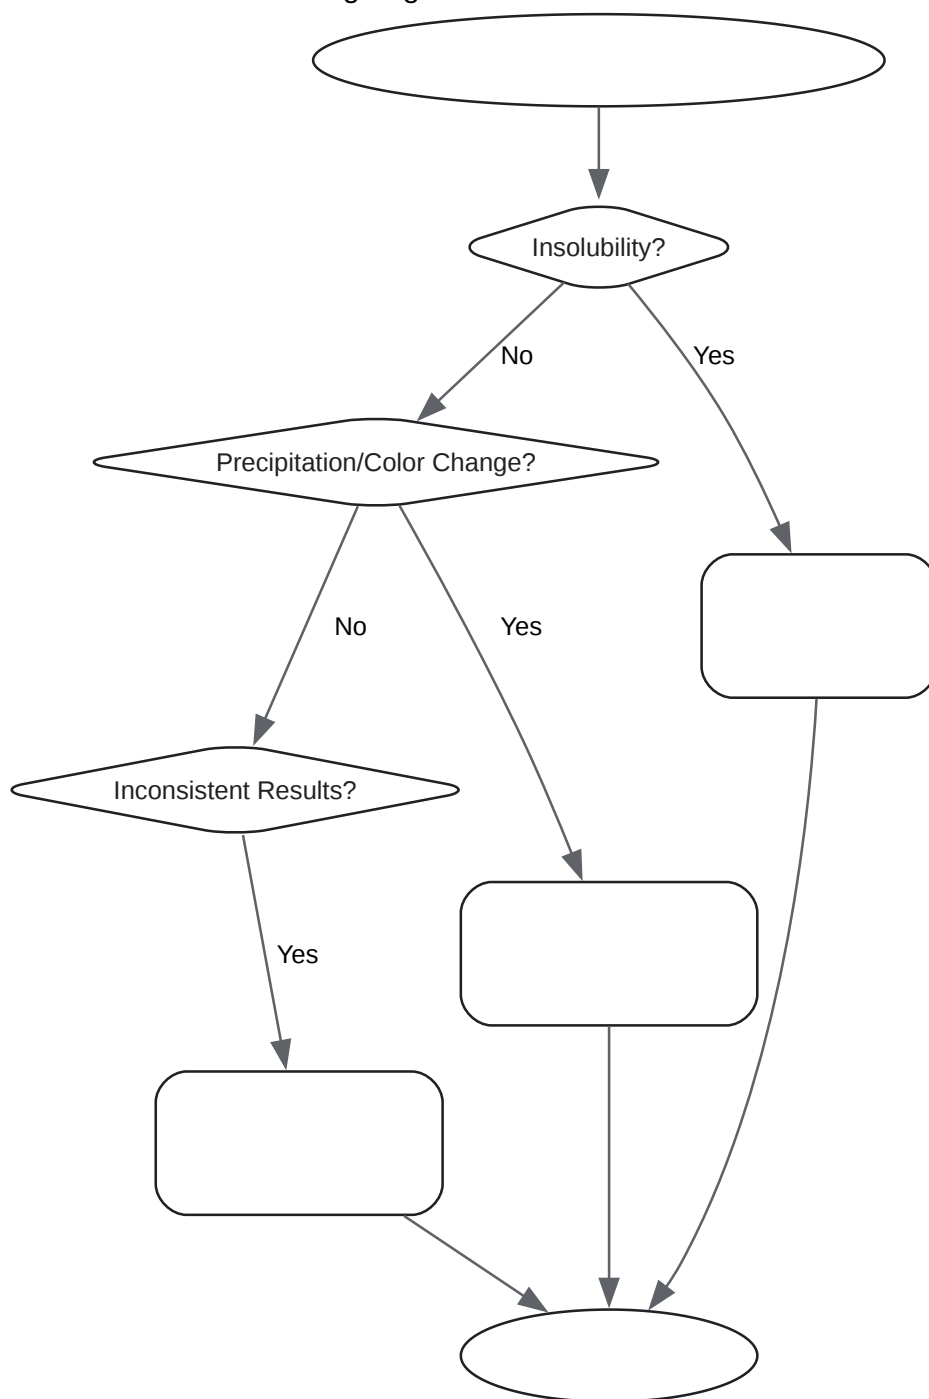 Insolubility?
No
Yes
Precipitation/Color Change?
No
Yes
Inconsistent Results?
Yes